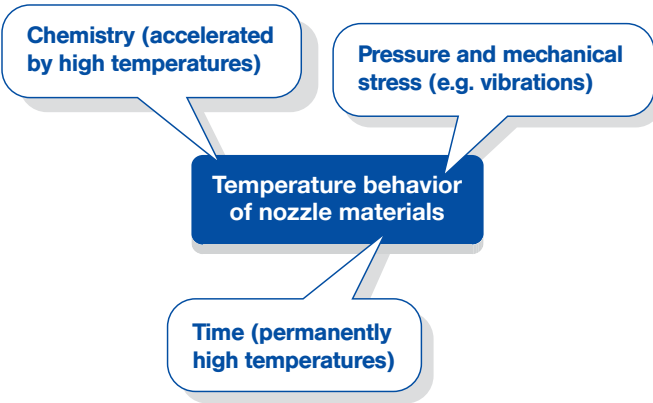 Chemistry (accelerated
by high temperatures)
Pressure and mechanical
stress (e.g. vibrations)
Temperature behavior
of nozzle materials
Time (permanently
high temperatures)